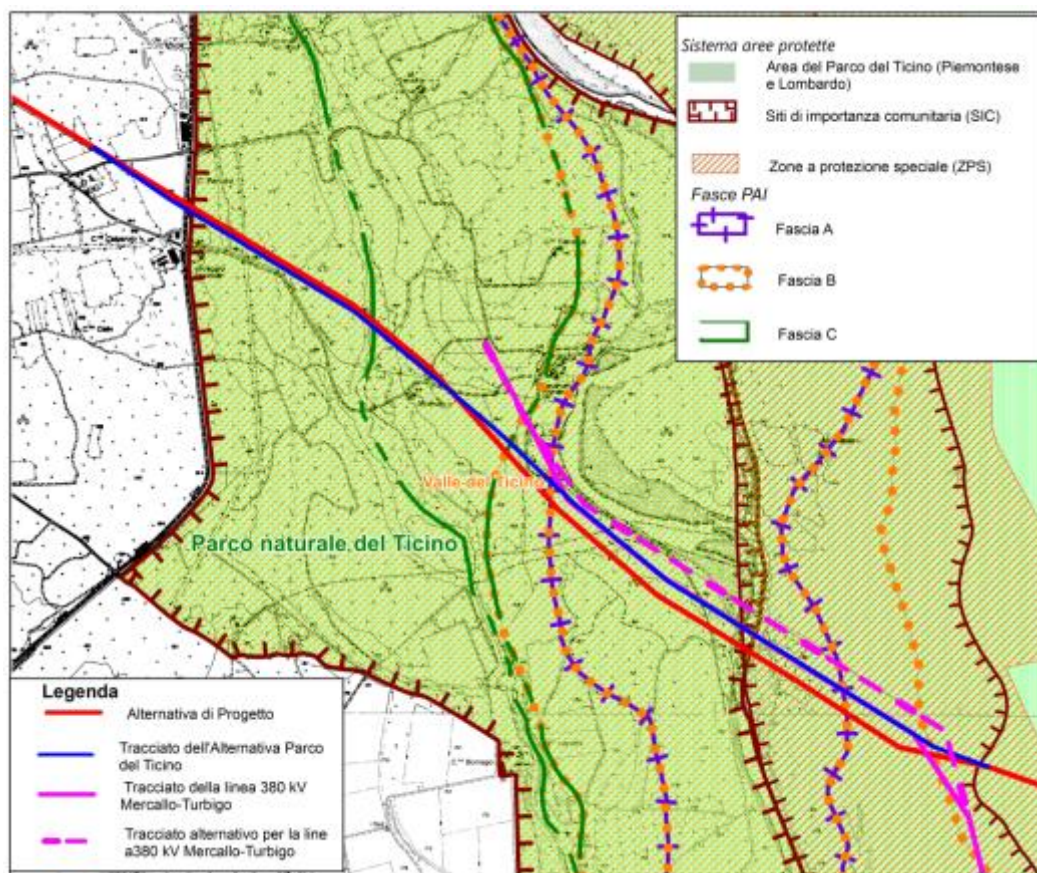 Sistema aree protette
Area del Parco del Ticino (Piemontese
e Lombardo)
Siti di importanza comunitaria (SIC)
Zone a protezione speciale (ZPS)
Fasce PAI
Fascia A
Fascia B
Fascia C
Valle del Ticino
Parco naturale del Ticino
Legenda
Alternativa di Progetto
Tracciato dell'Alternativa Parco
del Ticino
Tracciato della linea 380 kV
Mercallo-Turbigo
Tracciato alternativo per la line
a380 kV Mercallo-Turbigo